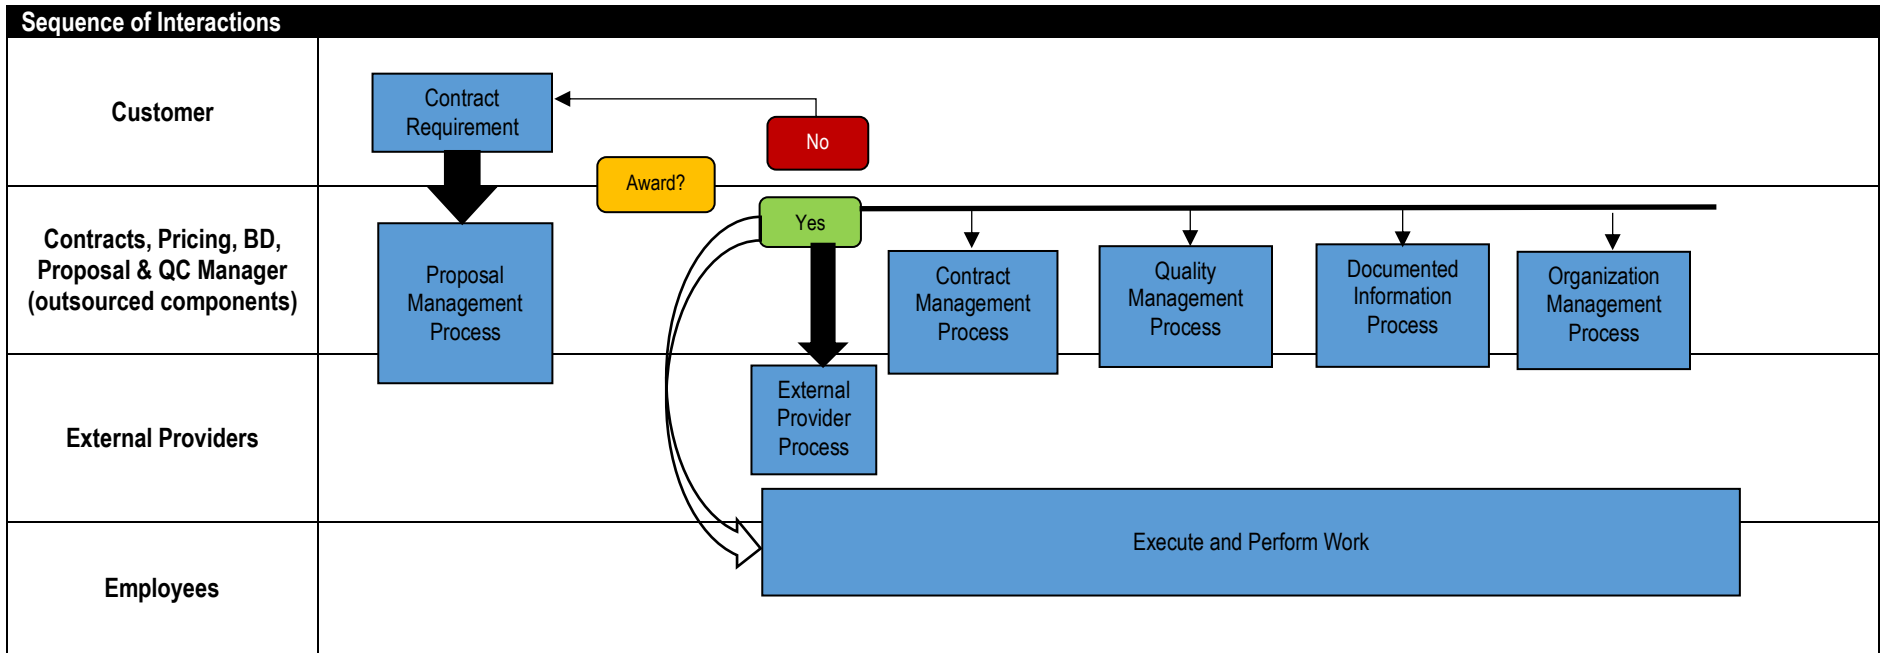 Sequence of Interactions
Customer
Contract
Requirement
No
Award?
Contracts, Pricing, BD,
Proposal & QC Manager
(outsourced components)
Proposal
Management
Process
Yes
Contract
Management
Process
Quality
Management
Process
Documented
Information
Process
Organization
Management
Process
External Providers
External
Provider
Process
Employees
Execute and Perform Work